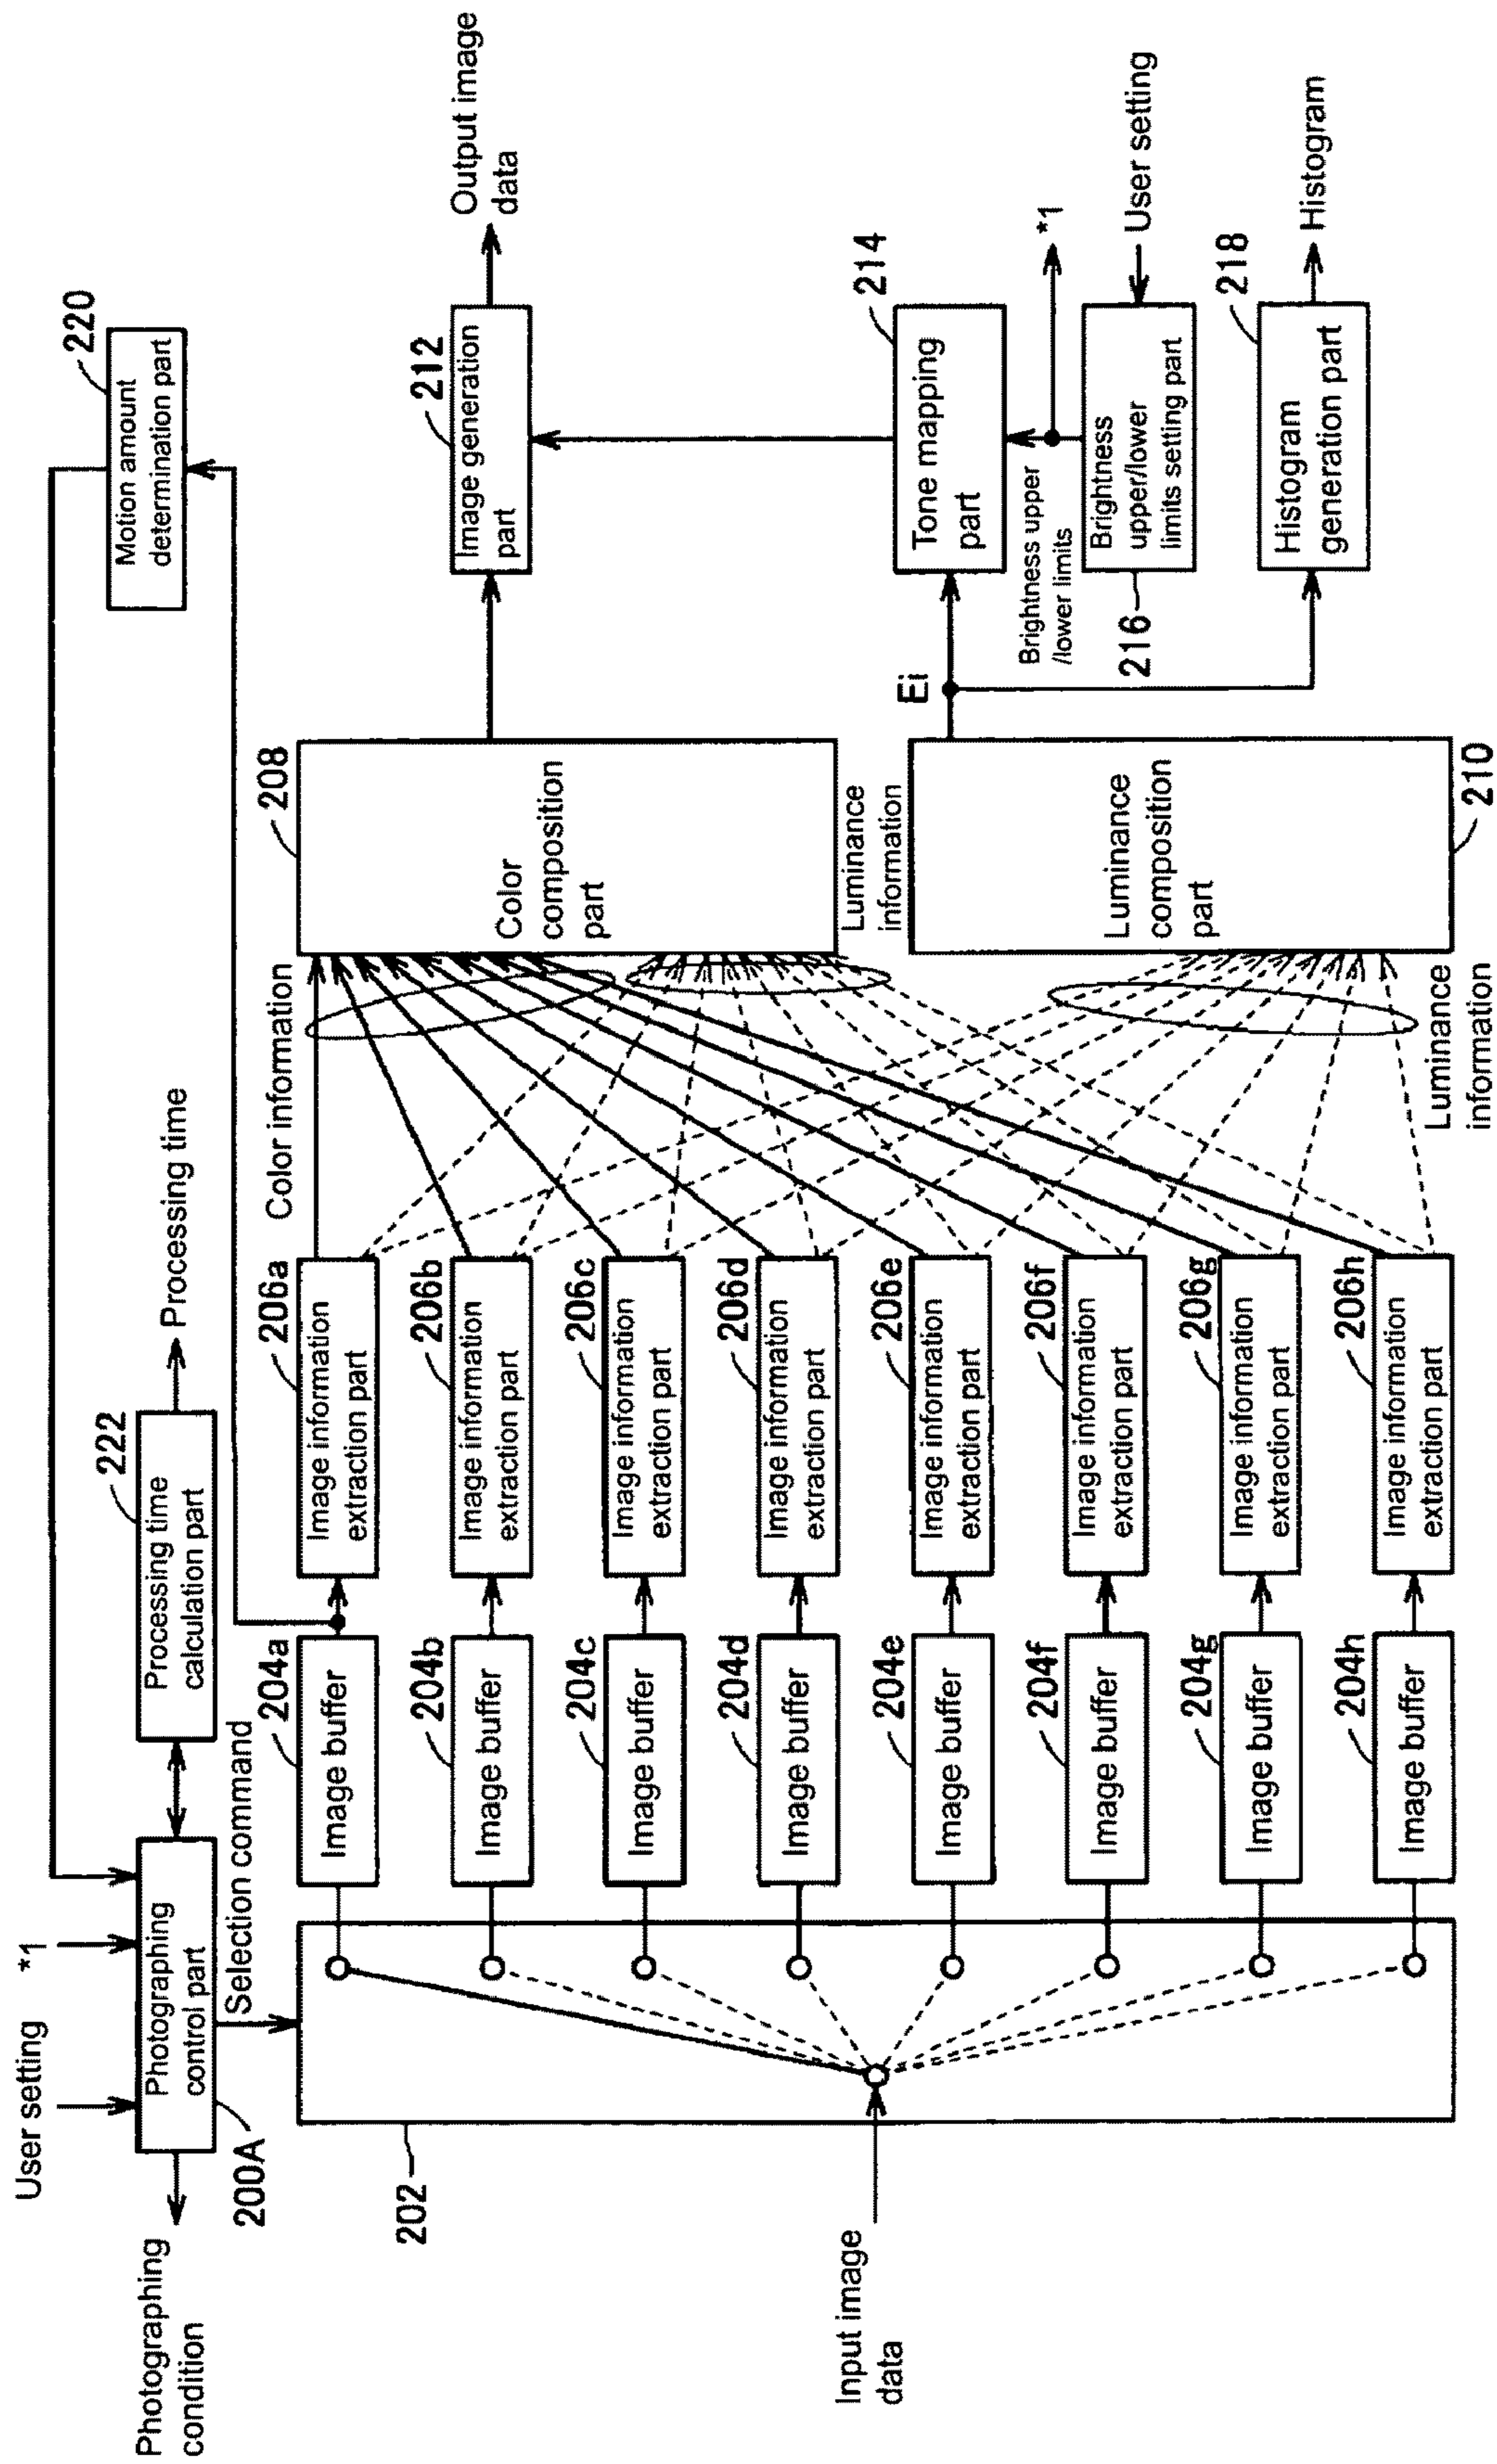 User setting
*1
Photographing
condition
Photographing
control part
200A
222
Processing time
calculation part
Processing time
220
Motion amount
determination part
Selection command
202
Input image
data
204a
Image buffer
204b
Image buffer
204c
Image buffer
204d
Image buffer
204e
Image buffer
204f
Image buffer
204g
Image buffer
204h
Image buffer
206a
Image information
extraction part
206b
Image information
extraction part
206c
Image information
extraction part
206d
Image information
extraction part
206e
Image information
extraction part
206f
Image information
extraction part
206g
Image information
extraction part
206h
Image information
extraction part
Color information
208
Color
composition
part
Luminance
information
Luminance
composition
part
210
Luminance
information
212
Image generation
part
Output image
data
Ei
214
Tone mapping
part
Brightness upper
/lower limits
*1
216
Brightness
upper/lower
limits setting part
User setting
218
Histogram
generation part
Histogram